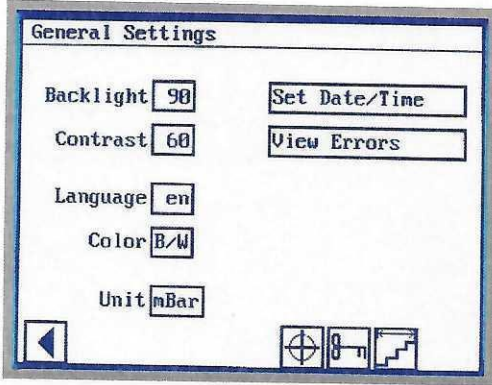 General Settings
Backlight 90 Set Date/Time
Contrast 60 View Errors
Language en
Color B/W
Unit mBar